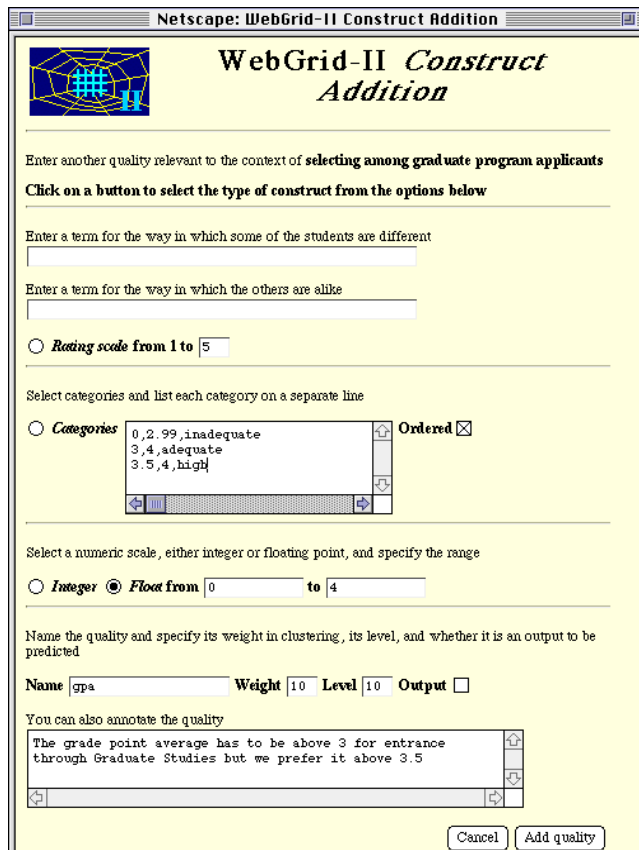 Netscape: WebGrid-II Construct Addition
II
WebGrid-II Construct
Addition
Enter another quality relevant to the context of selecting among graduate program applicants
Click on a button to select the type of construct from the options below
Enter a term for the way in which some of the students are different
Enter a term for the way in which the others are alike
Rating scale from 1 to 5
Select categories and list each category on a separate line
Categories
0,2.99,inadequate
3,4,adequate
3.5,4,high
Ordered
Select a numeric scale, either integer or floating point, and specify the range
Integer Float from 0 to 4
Name the quality and specify its weight in clustering, its level, and whether it is an output to be
predicted
Name gpa Weight 10 Level 10 Output
You can also annotate the quality
The grade point average has to be above 3 for entrance
through Graduate Studies but we prefer it above 3.5
Cancel Add quality